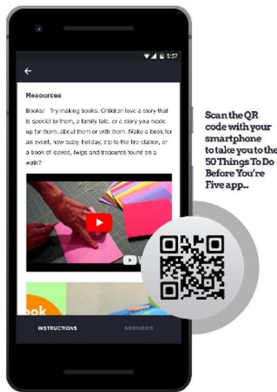 5:57
Resources
Books! Try making books. Children love a story that
is special to them, a family tale, or a story you made
up for them, about them or with them. Make a book for
an event, new baby, holiday, trip to the fire station, or
a book of leaves, twigs and treasures found on a
walk?
ook
INSTRUCTIONS
MEMORIES
Scan the QR
code with your
smartphone
to take you to the
50 Things To Do
Before You're
Five app...